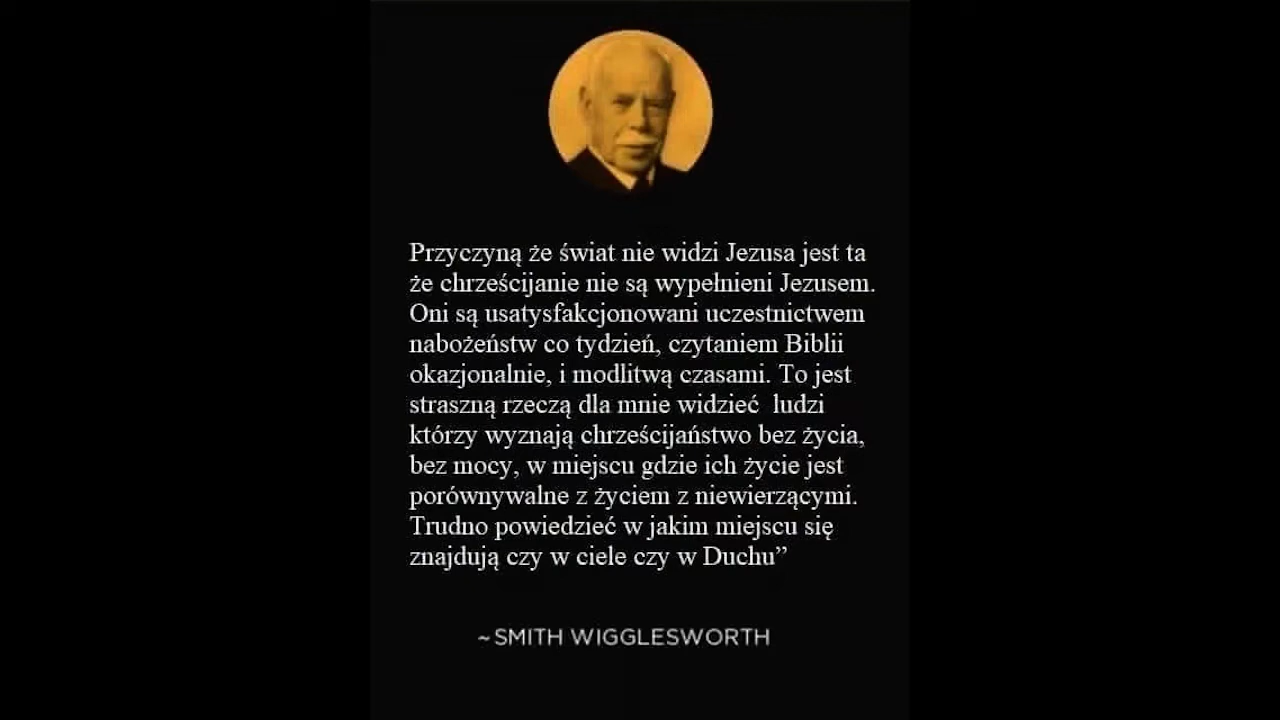 Przyczyną że świat nie widzi Jezusa jest ta
że chrześcijanie nie są wypełnieni Jezusem.
Oni są usatysfakcjonowani uczestnictwem
nabożeństw co tydzień, czytaniem Biblii
okazjonalnie, i modlitwą czasami. To jest
straszną rzeczą dla mnie widzieć  ludzi
którzy wyznają chrześcijaństwo bez życia,
bez mocy, w miejscu gdzie ich życie jest
porównywalne z życiem z niewierzącymi.
Trudno powiedzieć w jakim miejscu się
znajdują czy w ciele czy w Duchu”
~SMITH WIGGLESWORTH